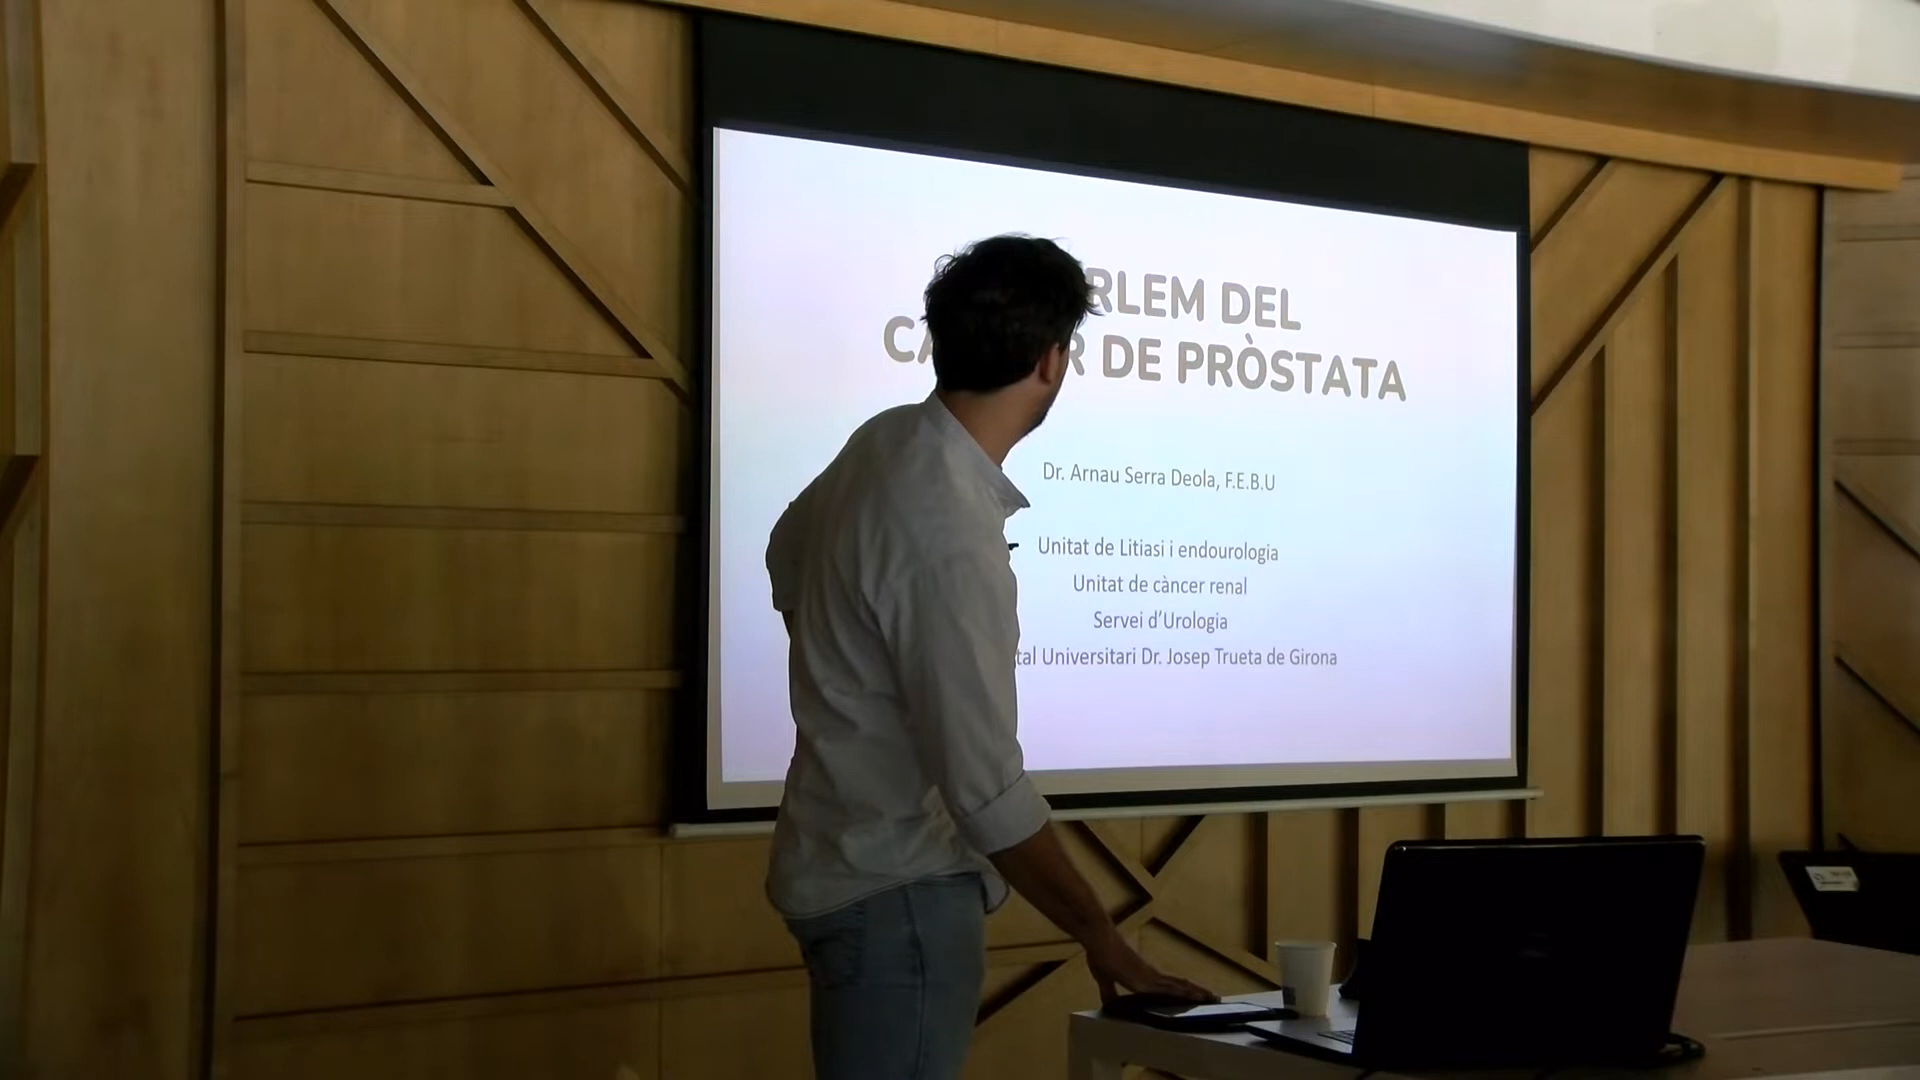 RLEM DEL
DE PRÒSTATA
Dr. Arnau Serra Deola, F.E.B.U
Unitat de Litiasi i endourologia
Unitat de càncer renal
Servei d'Urologia
Universitari Dr. Josep Trueta de Girona